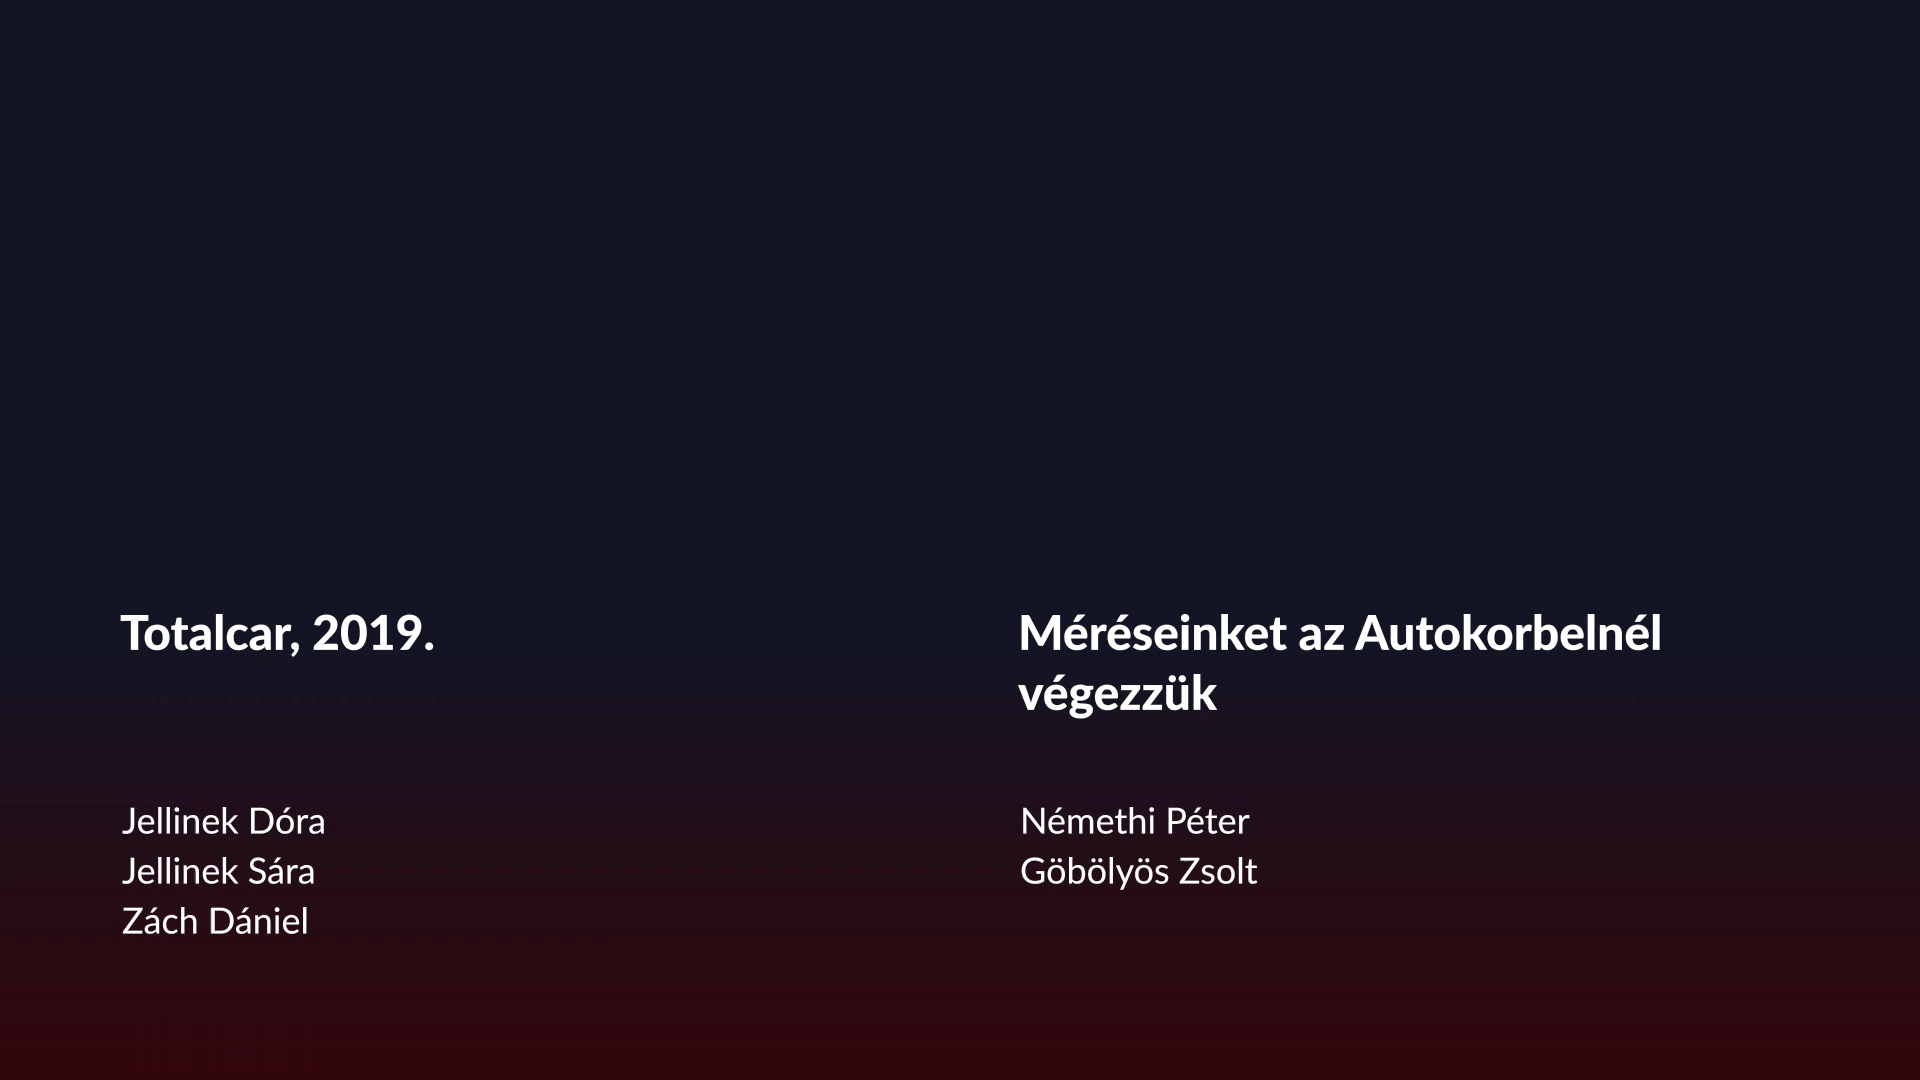 Totalcar, 2019.
Jellinek Dóra
Jellinek Sára
Zách Dániel
Méréseinket az Autokorbelnél
végezzük
Némethi Péter
Göbölyös Zsolt